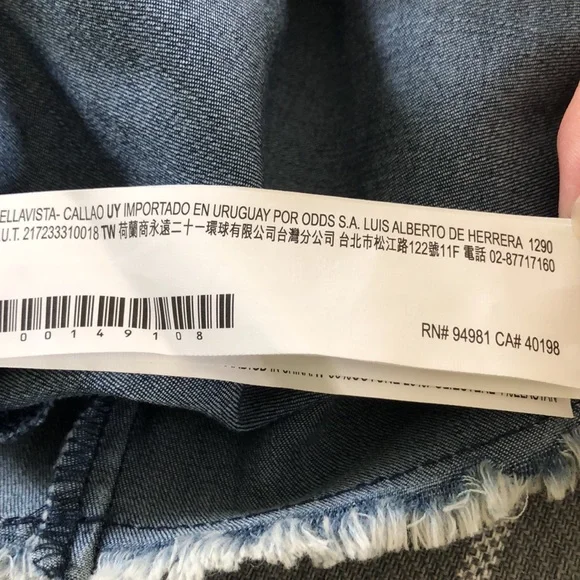 ELLAVISTA- CALLAO UY IMPORTADO EN URUGUAY POR ODDS S.A. LUIS ALBERTO DE HERRERA 1290
.U.T. 217233310018 TW 荷蘭商永遠二十一環球有限公司台灣分公司 台北市松江路122號11F 電話 02-87717160
00149108
RN# 94981 CA# 40198